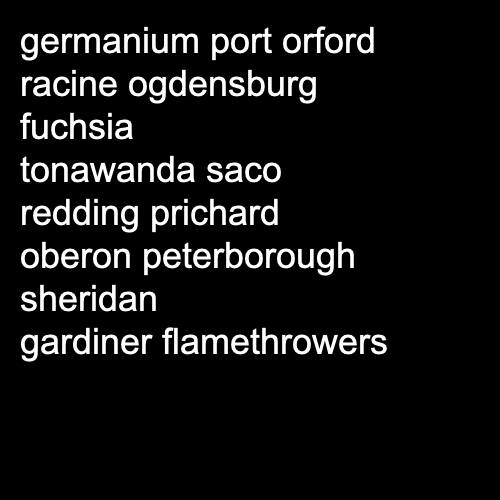 germanium port orford
racine ogdensburg
fuchsia
tonawanda saco
redding prichard
oberon peterborough
sheridan
gardiner flamethrowers